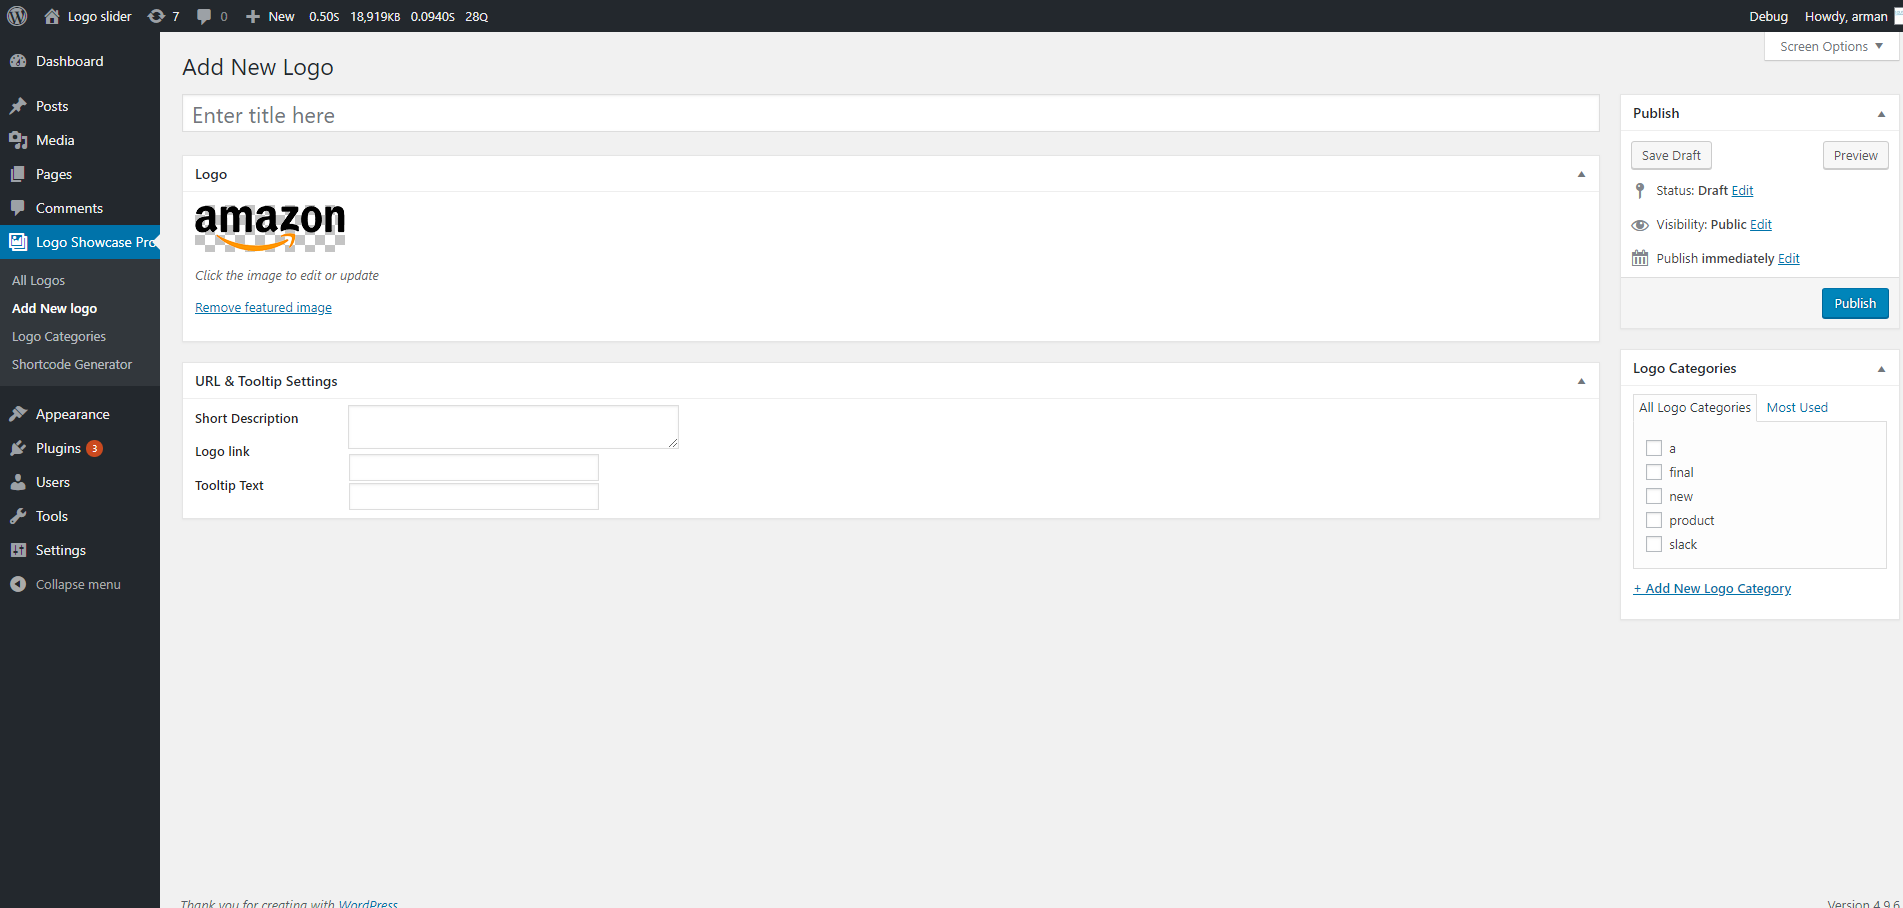 Logo slider 7 0 New 0.50s 18,919KB 0.0940s 28Q Debug Howdy, arman
Screen Options
Dashboard
Posts
Media
Pages
Comments
Logo Showcase Pro
All Logos
Add New logo
Logo Categories
Shortcode Generator
Appearance
Plugins 3
Users
Tools
Settings
Collapse menu
Add New Logo
Enter title here
Logo
amazon
Click the image to edit or update
Remove featured image
URL & Tooltip Settings
Short Description
Logo link
Tooltip Text
Publish
Save Draft Preview
Status: Draft Edit
Visibility: Public Edit
Publish immediately Edit
Publish
Logo Categories
All Logo Categories Most Used
a
final
new
product
slack
+ Add New Logo Category
Thank you for creating with WordPress
Version 4.9.6